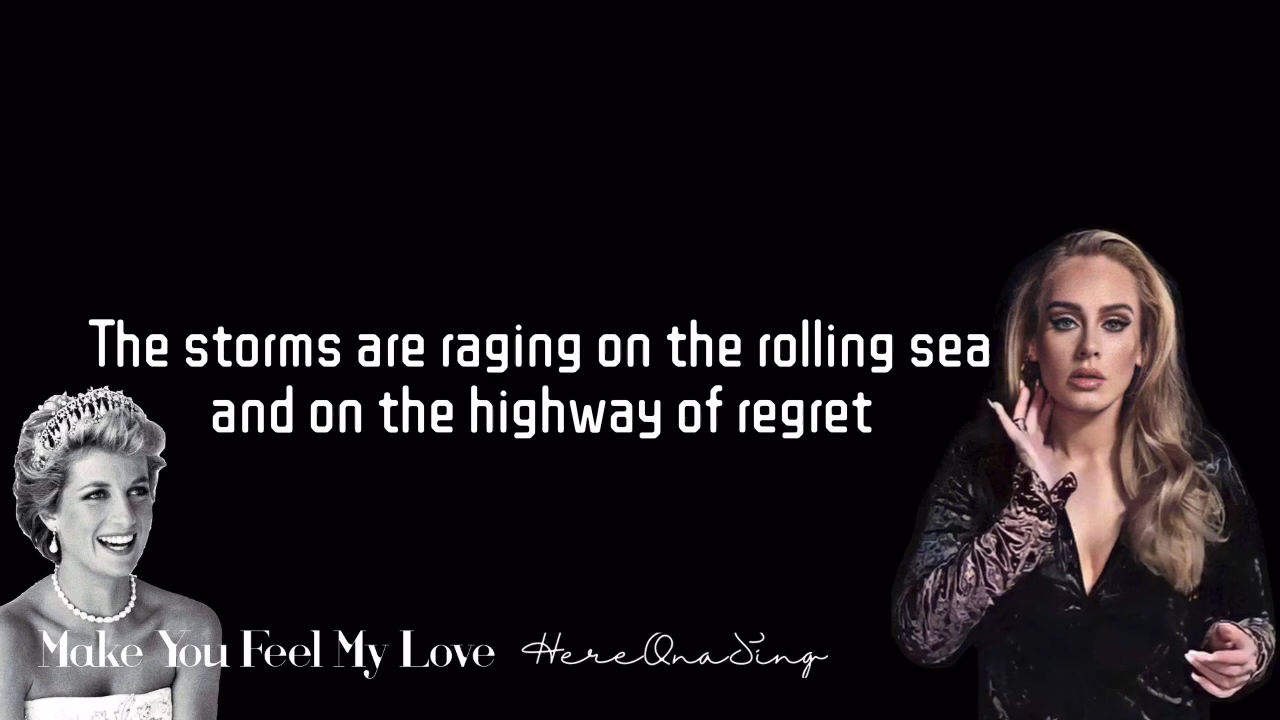 The storms are raging on the rolling sea
and on the highway of regret
Make You Feel My Love HereOnaJing